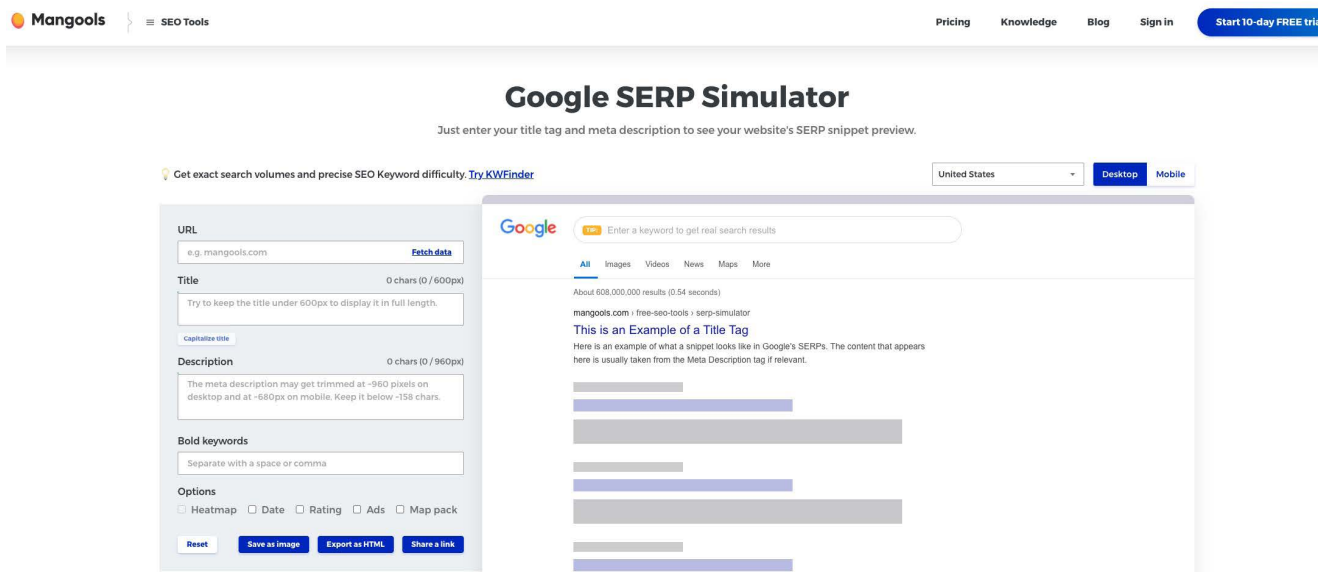 Mangools
SEO Tools
Pricing Knowledge Blog Sign in Start 10-day FREE
Google SERP Simulator
Just enter your title tag and meta description to see your website's SERP snippet preview.
Get exact search volumes and precise SEO Keyword difficulty. Try KWFinder
United States
Desktop Mobile
URL
e.g. mangools.com Fetch data
Title 0 chars (0 / 600px)
Try to keep the title under 600px to display it in full length.
Capitalize title
Description 0 chars (0 / 960px)
The meta description may get trimmed at ~960 pixels on
desktop and at ~680px on mobile. Keep it below ~158 chars.
Bold keywords
Separate with a space or comma
Options
Heatmap Date Rating Ads Map pack
Reset Save as image Export as HTML Share a link
Google
TIP! Enter a keyword to get real search results
All Images Videos News Maps More
About 608,000,000 results (0.54 seconds)
mangools.com › free-seo-tools › serp-simulator
This is an Example of a Title Tag
Here is an example of what a snippet looks like in Google's SERPs. The content that appears
here is usually taken from the Meta Description tag if relevant.